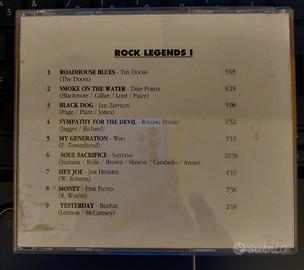 ROCK LEGENDS I
1 ROADHOUSE BLUES - THE DOORS 5'03
(The Doors)
2 SMOKE ON THE WATER - DEEP PURPLE 6'24
(Blackmore / Gillan / Lord / Paice)
3 BLACK DOG - LED ZEPPELIN 5'08
(Page / Plant / Jones)
4 SYMPATHY FOR THE DEVIL - ROLLING STONES 6'52
(Jagger / Richard)
5 MY GENERATION - WHO 3'15
(P. Townshend)
6 SOUL SACRIFICE - SANTANA 10'50
(Santana / Rolie / Brown / Shrieve / Carabello / Areas)
7 HEY JOE - JIMI HENDRIX 4'15
(W. Roberts)
8 MONEY - PINK FLOYD 7'38
(R. Waters)
9 YESTERDAY - BEATLES 2'18
(Lennon / McCartney)
subito